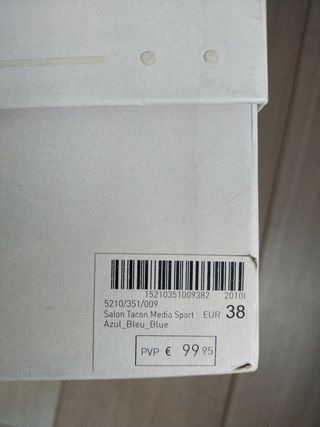 15210351009382 2010I
5210/351/009
Salon Tacon Medio Sport EUR 38
Azul_Bleu_Blue
PVP € 99 95